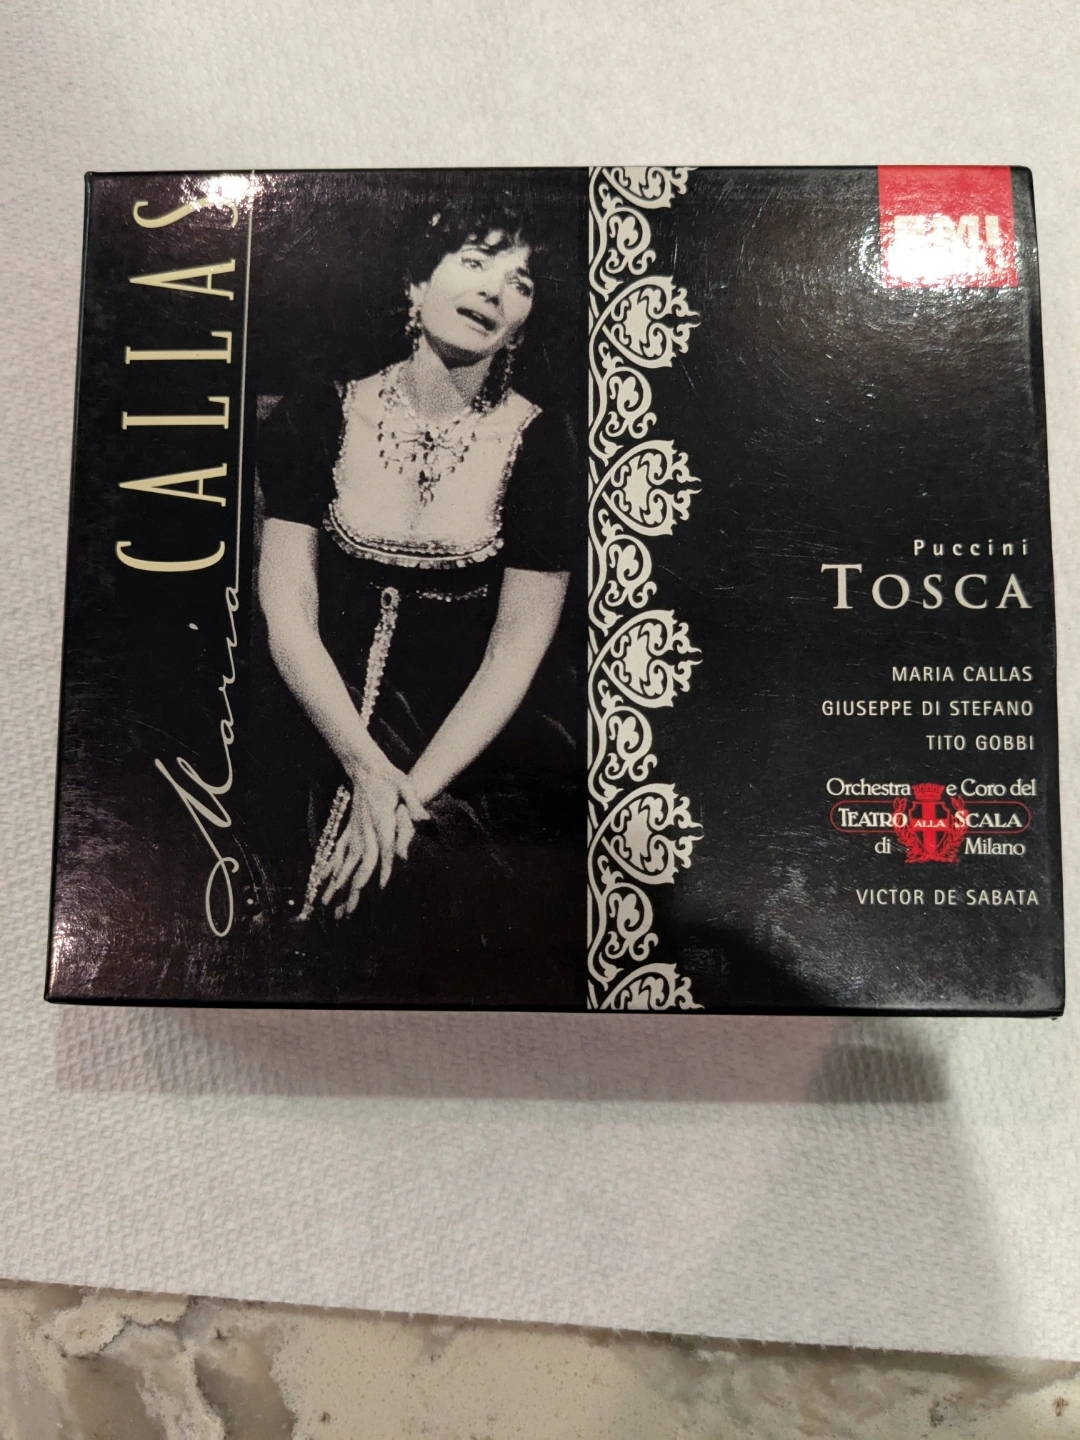 Maria CALLAS
EMI
Puccini
TOSCA
MARIA CALLAS
GIUSEPPE DI STEFANO
TITO GOBBI
Orchestra e Coro del
TEATRO ALLA SCALA
di Milano
VICTOR DE SABATA